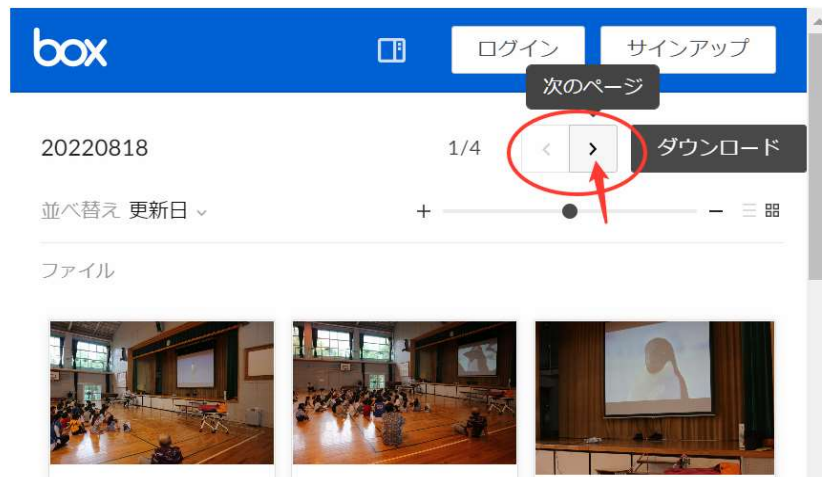 box
ログイン
サインアップ
次のページ
20220818
1/4
ダウンロード
並べ替え 更新日
ファイル